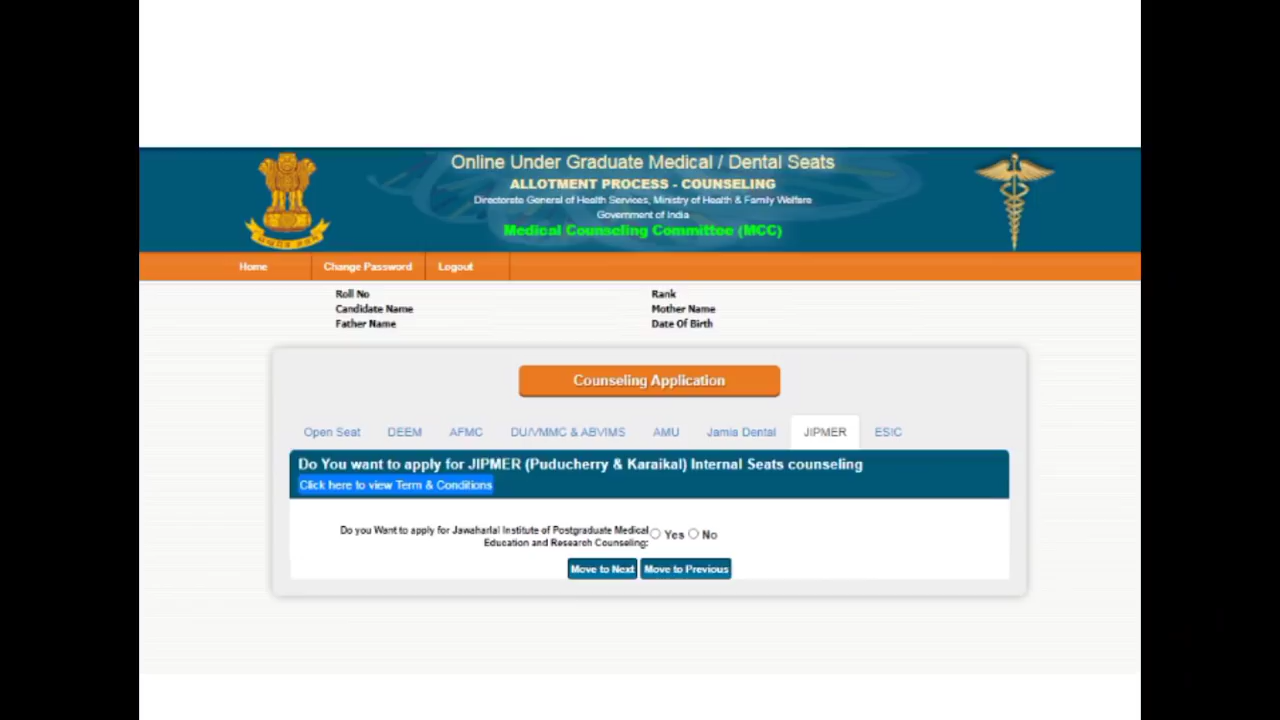 Online Under Graduate Medical / Dental Seats
ALLOTMENT PROCESS - COUNSELING
Directorate General of Health Services, Ministry of Health & Family Welfare
Government of India
Medical Counseling Committee (MCC)
Home Change Password Logout
Roll No Rank
Candidate Name Mother Name
Father Name Date Of Birth
Counseling Application
Open Seat DEEM AFMC DU/VMMC & ABVIMS AMU Jamia Dental JIPMER ESIC
Do You want to apply for JIPMER (Puducherry & Karaikal) Internal Seats counseling
Click here to view Term & Conditions
Do you Want to apply for Jawaharlal Institute of Postgraduate Medical
Education and Research Counseling: Yes No
Move to Next Move to Previous